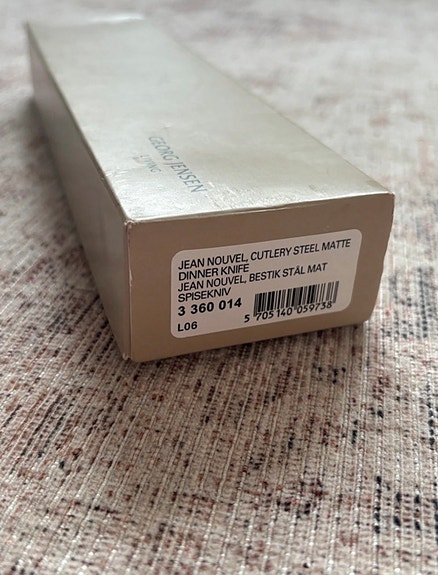 GEORG JENSEN
LIVING
JEAN NOUVEL, CUTLERY STEEL MATTE
DINNER KNIFE
JEAN NOUVEL, BESTIK STÅL MAT
SPISEKNIV
3 360 014
L06
5 705140 059738